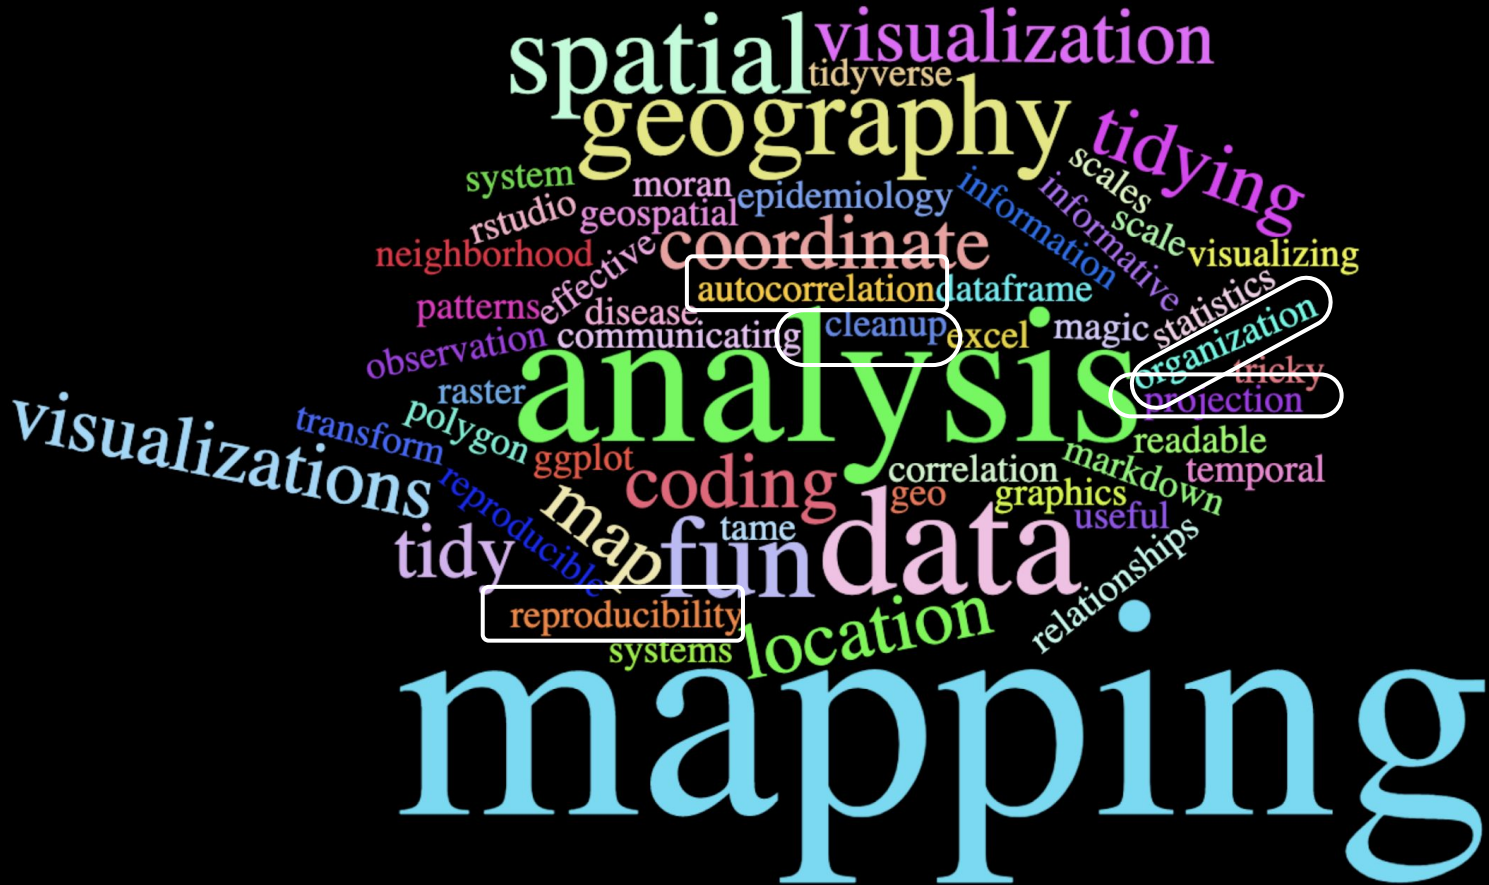 spatial
visualization
tidyverse
geography
tidying
scales
system
moran
epidemiology
information
informative
rstudio
geospatial
scale
neighborhood
effective
coordinate
visualizing
patterns
disease
autocorrelation
dataframe
statistics
observation
communicating
cleanup
excel
magic
organization
analysis
tricky
raster
projection
visualizations
transform
polygon
ggplot
coding
correlation
readable
markdown
temporal
reproducible
map
geo
graphics
useful
tidy
tame
fun
data
relationships
reproducibility
location
systems
mapping